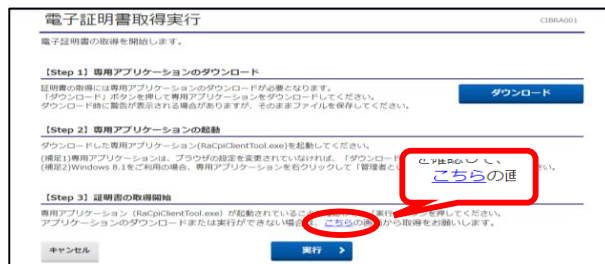 電子証明書取得実行
CIBRA001
電子証明書の取得を開始します。
【Step 1】専用アプリケーションのダウンロード
証明書の取得には専用アプリケーションのダウンロードが必要となります。
「ダウンロード」ボタンを押して専用アプリケーションをダウンロードしてください。
ダウンロード時に警告が表示される場合がありますが、そのままファイルを保存してください。
ダウンロード
【Step 2】専用アプリケーションの起動
ダウンロードした専用アプリケーション(RaCpiClientTool.exe)を起動してください。
(補足1)専用アプリケーションは、ブラウザの設定を変更されていなければ、「ダウンロード
(補足2)Windows 8.1をご利用の場合、専用アプリケーションを右クリックして「管理者とし
さい。
を確認して、
こちらの画
【Step 3】証明書の取得開始
専用アプリケーション（RaCpiClientTool.exe）が起動されていること 「実行 ボタンを押してください。
アプリケーションのダウンロードまたは実行ができない場合は、こちらの画面から取得をお願いします。
キャンセル
実行 >